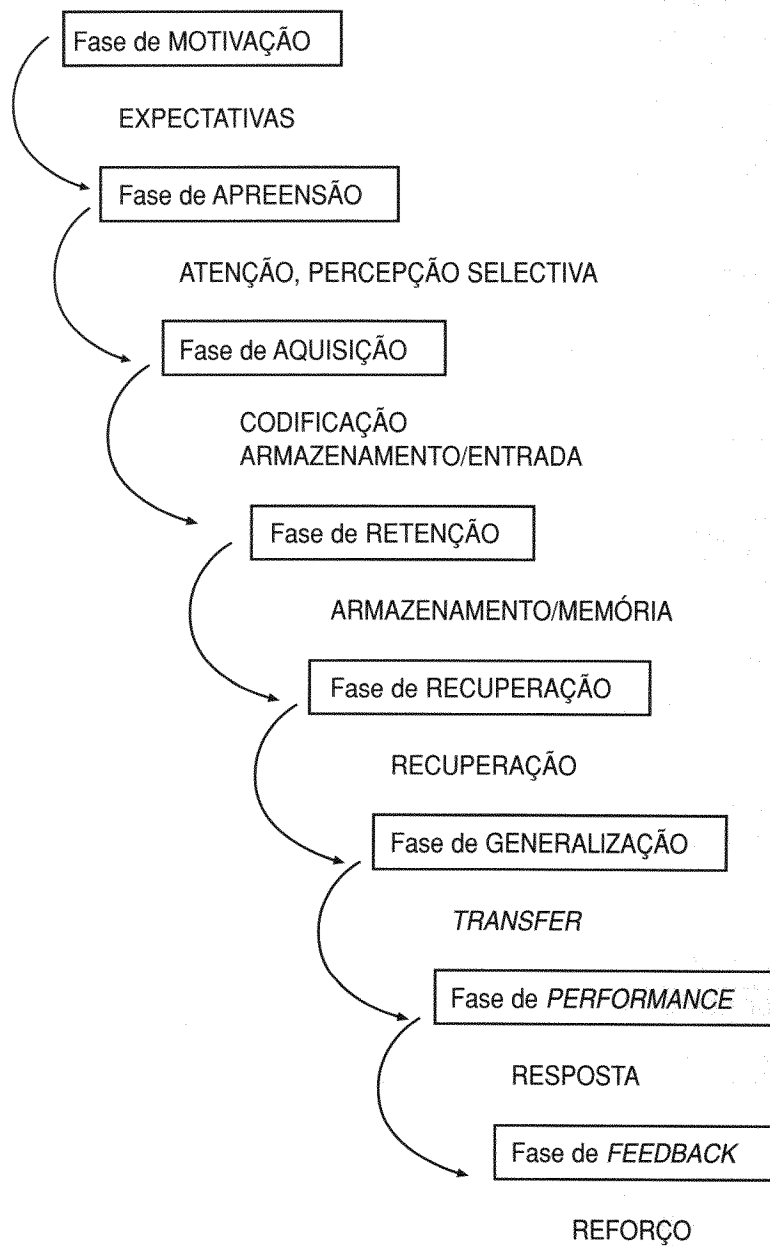 Fase de MOTIVAÇÃO
EXPECTATIVAS
Fase de APREENSÃO
ATENÇÃO, PERCEPÇÃO SELECTIVA
Fase de AQUISIÇÃO
CODIFICAÇÃO
ARMAZENAMENTO/ENTRADA
Fase de RETENÇÃO
ARMAZENAMENTO/MEMÓRIA
Fase de RECUPERAÇÃO
RECUPERAÇÃO
Fase de GENERALIZAÇÃO
TRANSFER
Fase de PERFORMANCE
RESPOSTA
Fase de FEEDBACK
REFORÇO